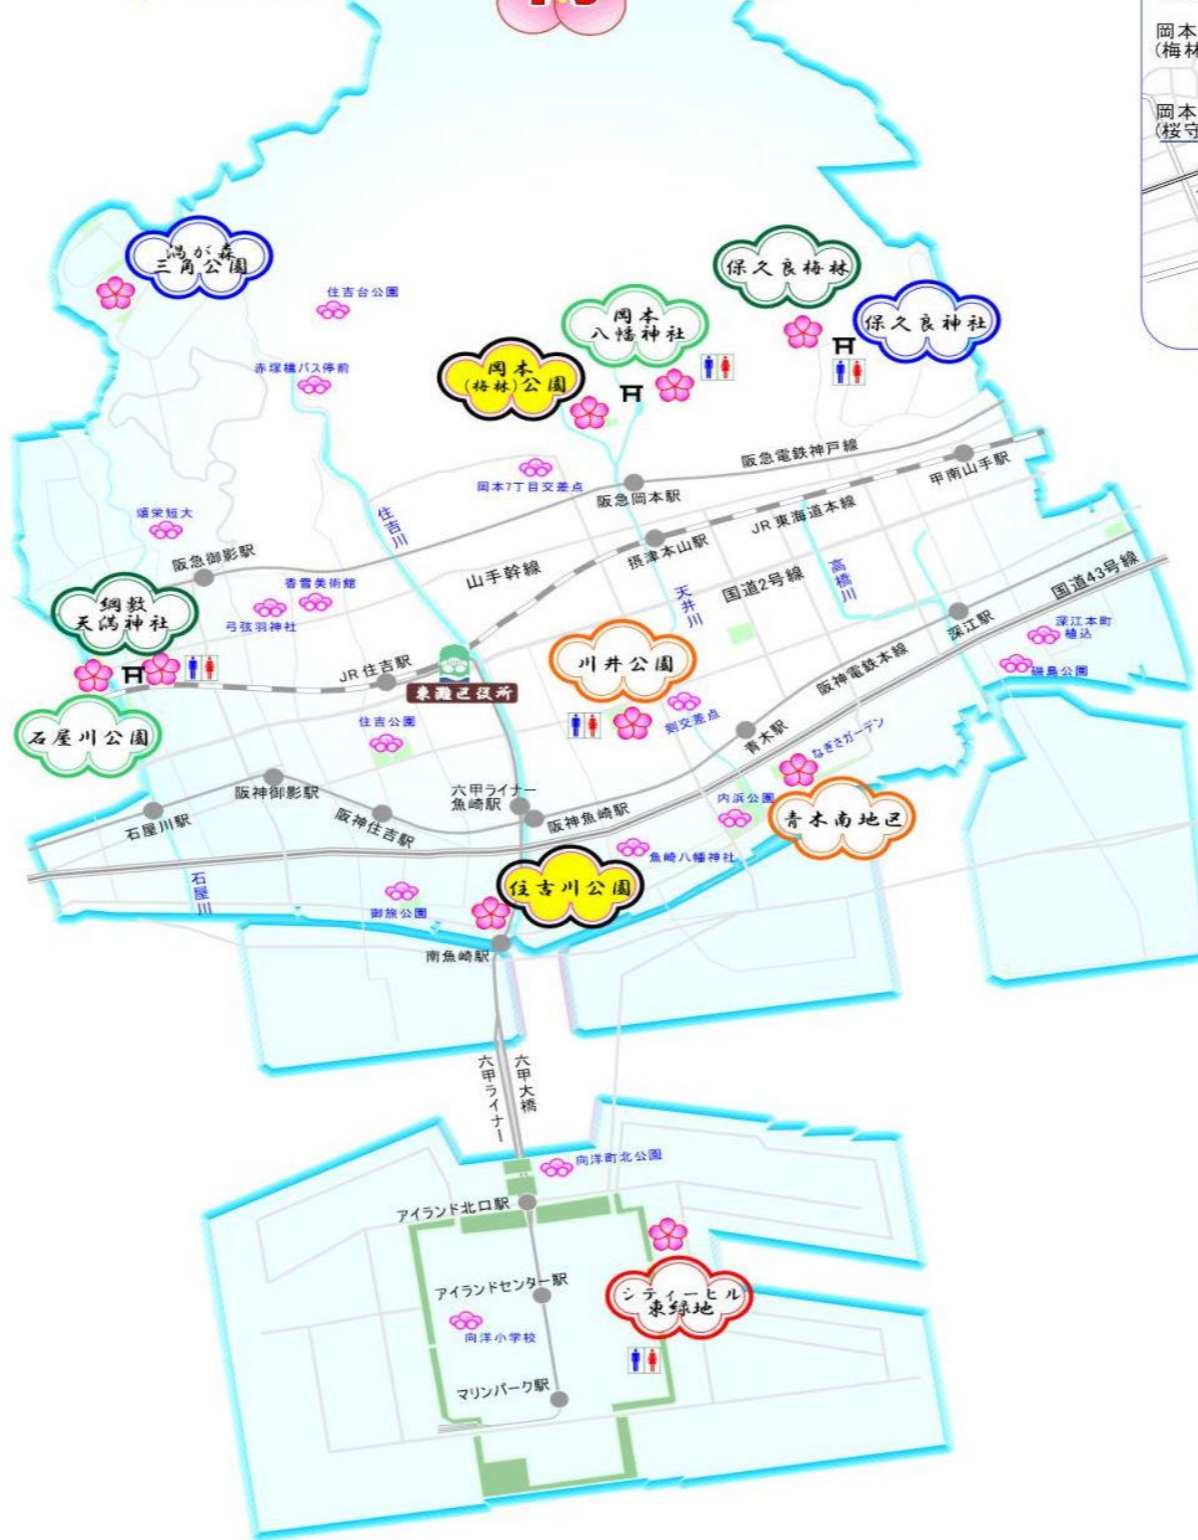 岡本
(梅林
岡本
(桜守
渦が森
三角公園
住吉台公園
赤塚橋バス停前
保久良梅林
保久良神社
岡本
八幡神社
岡本
(梅林)公園
岡本7丁目交差点
阪急電鉄神戸線
甲南山手駅
阪急岡本駅
JR東海道本線
摂津本山駅
頌栄短大
阪急御影駅
住吉川
山手幹線
国道2号線
高橋川
国道43号線
天井川
香雪美術館
弓弦羽神社
綱敷
天満神社
深江駅
深江本町
植込
磯島公園
川井公園
JR住吉駅
東灘区役所
阪神電鉄本線
石屋川公園
住吉公園
剣交差点
青木駅
なぎさガーデン
阪神御影駅
六甲ライナー
魚崎駅
石屋川駅
阪神住吉駅
阪神魚崎駅
内浜公園
青木南地区
魚崎八幡神社
石屋川
住吉川公園
御旅公園
南魚崎駅
六甲ライナー
六甲大橋
向洋町北公園
アイランド北口駅
アイランドセンター駅
シティーヒル
東緑地
向洋小学校
マリンパーク駅